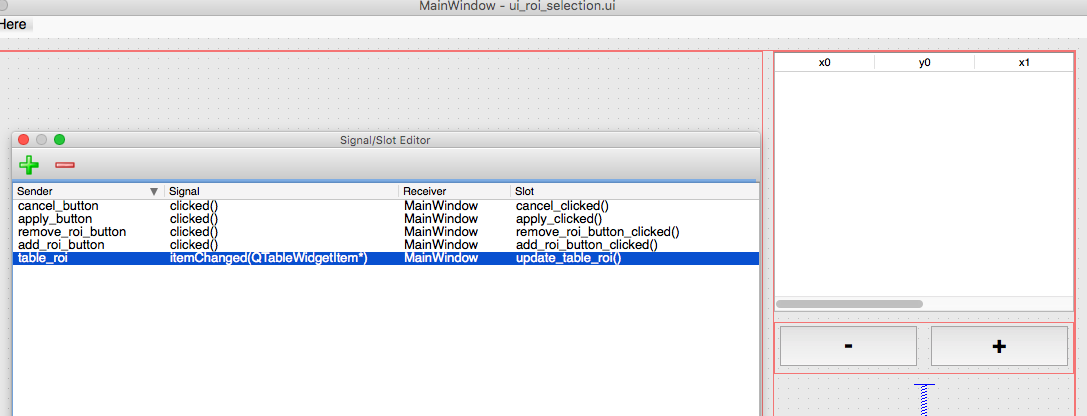 MainWindow - ui_roi_selection.ui
Here
x0 y0 x1
Signal/Slot Editor
Sender Signal Receiver Slot
cancel_button clicked() MainWindow cancel_clicked()
apply_button clicked() MainWindow apply_clicked()
remove_roi_button clicked() MainWindow remove_roi_button_clicked()
add_roi_button clicked() MainWindow add_roi_button_clicked()
table_roi itemChanged(QTableWidgetItem*) MainWindow update_table_roi()
- +